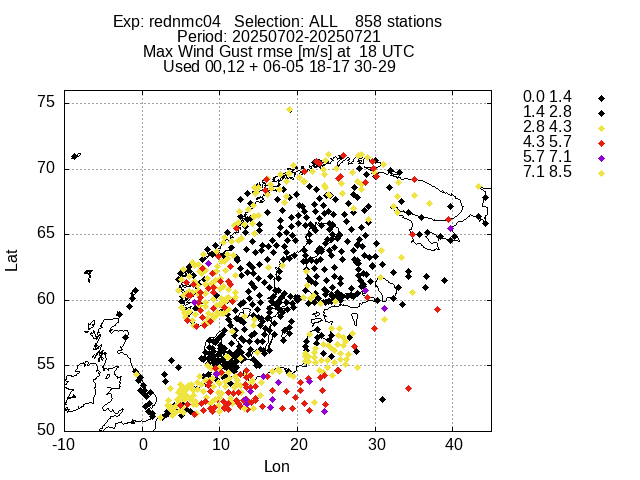 Exp: rednmc04 Selection: ALL 858 stations
Period: 20250702-20250721
Max Wind Gust rmse [m/s] at 18 UTC
Used 00,12 + 06-05 18-17 30-29
75
70
65
60
55
50
-10 0 10 20 30 40
Lat
Lon
0.0 1.4
1.4 2.8
2.8 4.3
4.3 5.7
5.7 7.1
7.1 8.5